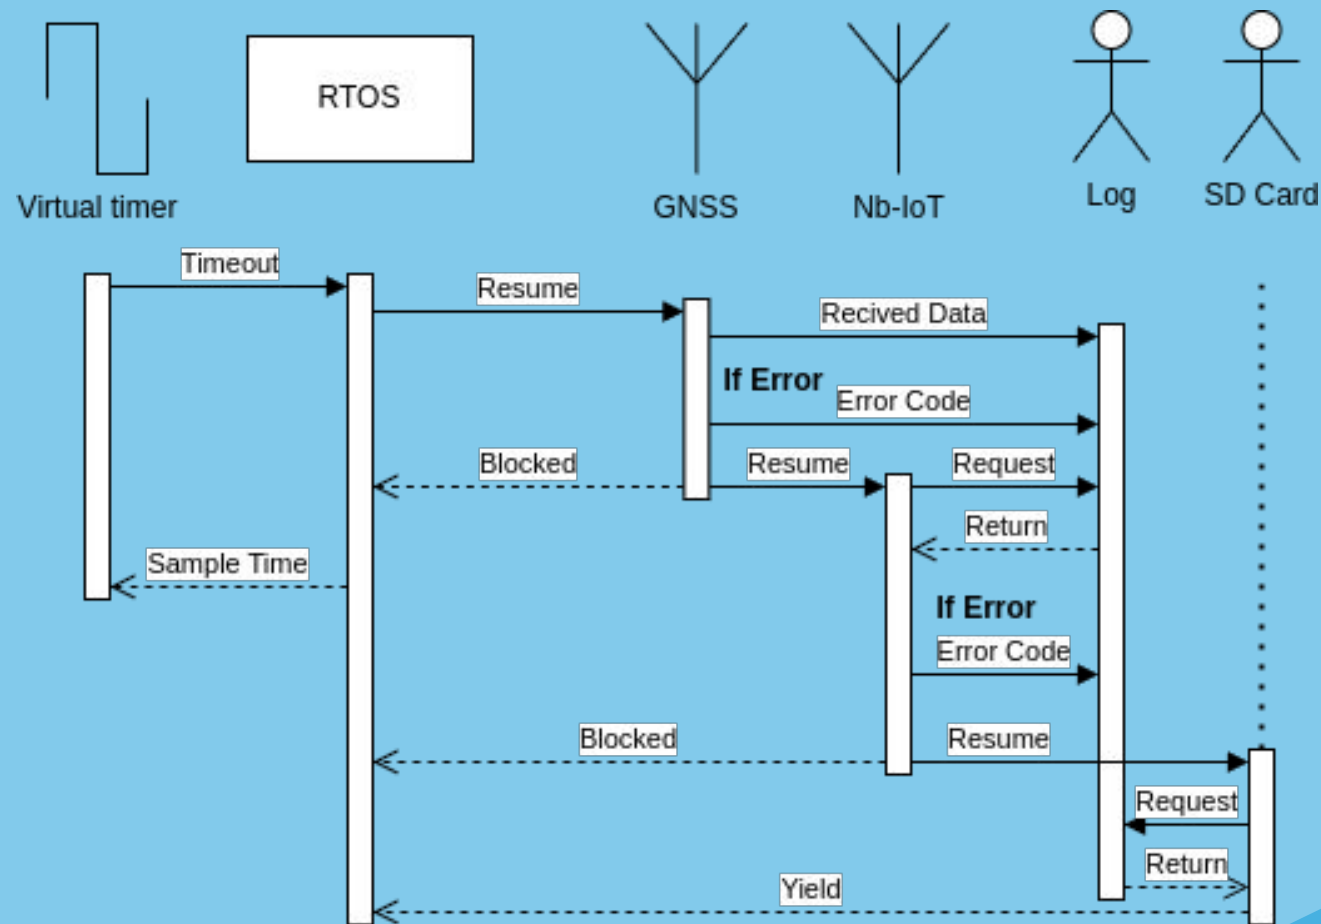 RTOS
Virtual timer
GNSS
Nb-IoT
Log
SD Card
Timeout
Resume
Recived Data
If Error
Error Code
Blocked
Resume
Request
Return
Sample Time
If Error
Error Code
Blocked
Resume
Request
Return
Yield